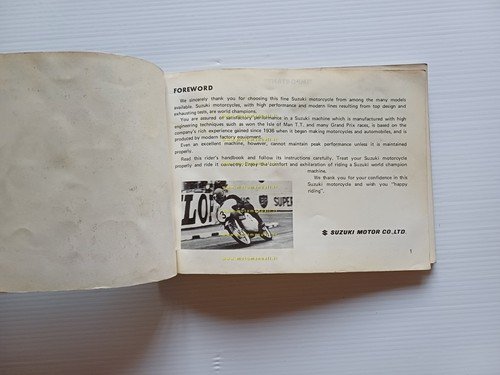 FOREWORD
We sincerely thank you for choosing this fine Suzuki motorcycle from among the many models
available. Suzuki motorcycles, with high performance and modern lines resulting from top design and
exhausting tests, are world champions.
You are assured of satisfactory performance in a Suzuki machine which is manufactured with high
engineering techniques such as won the Isle of Man T.T. and many Grand Prix races, is based on the
company's rich experience gained since 1936 when it began making motorcycles and automobiles, and is
produced by modern factory equipment.
Even an excellent machine, however, cannot maintain peak performance unless it is maintained
properly.
Read this rider's handbook and follow its instructions carefully. Treat your Suzuki motorcycle
properly and ride it correctly. Enjoy the comfort and exhilaration of riding a Suzuki world champion
machine.
We thank you for your confidence in this
Suzuki motorcycle and wish you "happy
riding".
LOP
SUPER
3
www.motomanuali.it
SUZUKI MOTOR CO.,LTD.
1